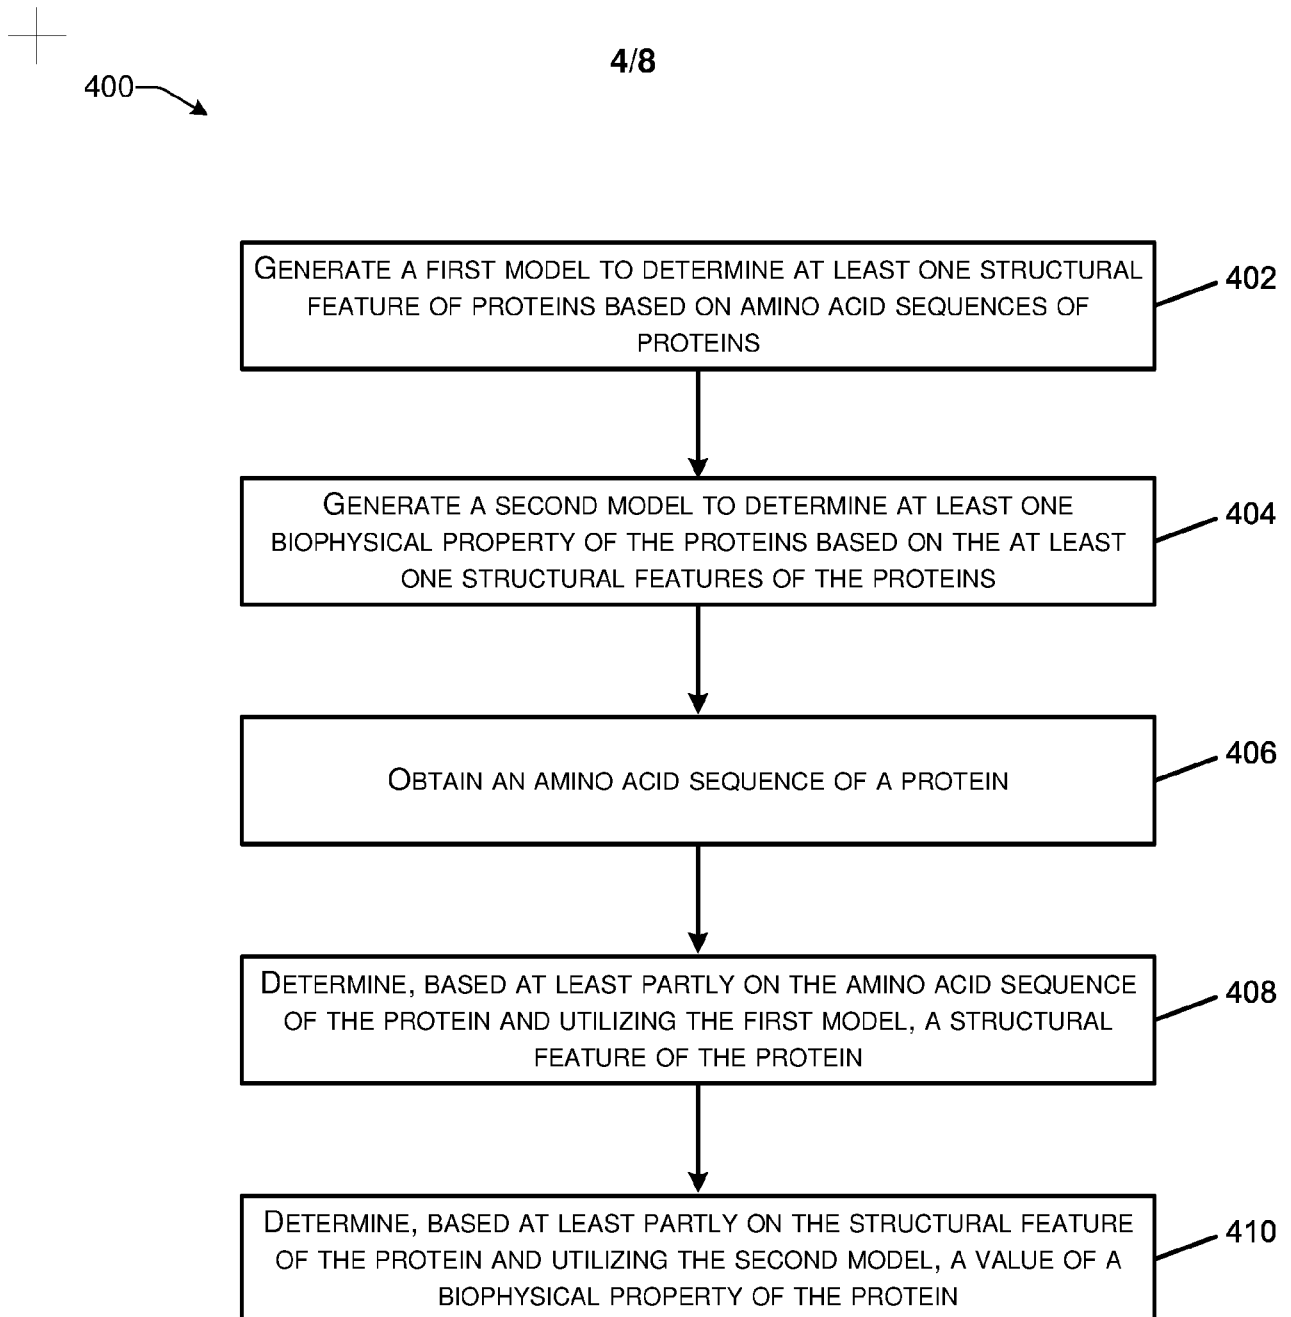 4/8
400
GENERATE A FIRST MODEL TO DETERMINE AT LEAST ONE STRUCTURAL
FEATURE OF PROTEINS BASED ON AMINO ACID SEQUENCES OF
PROTEINS
402
GENERATE A SECOND MODEL TO DETERMINE AT LEAST ONE
BIOPHYSICAL PROPERTY OF THE PROTEINS BASED ON THE AT LEAST
ONE STRUCTURAL FEATURES OF THE PROTEINS
404
OBTAIN AN AMINO ACID SEQUENCE OF A PROTEIN
406
DETERMINE, BASED AT LEAST PARTLY ON THE AMINO ACID SEQUENCE
OF THE PROTEIN AND UTILIZING THE FIRST MODEL, A STRUCTURAL
FEATURE OF THE PROTEIN
408
DETERMINE, BASED AT LEAST PARTLY ON THE STRUCTURAL FEATURE
OF THE PROTEIN AND UTILIZING THE SECOND MODEL, A VALUE OF A
BIOPHYSICAL PROPERTY OF THE PROTEIN
410